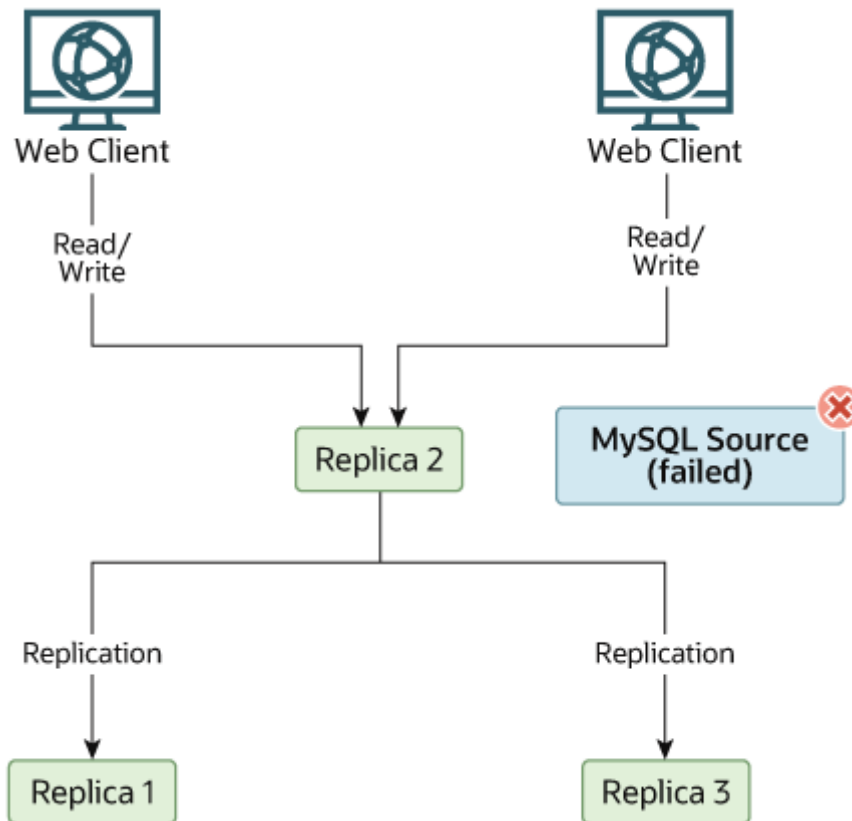 Web Client
Web Client
Read/
Write
Read/
Write
Replica 2
MySQL Source
(failed)
Replication
Replication
Replica 1
Replica 3